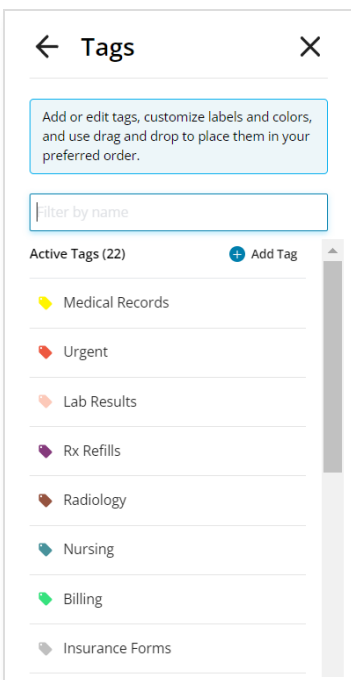 Tags
Add or edit tags, customize labels and colors,
and use drag and drop to place them in your
preferred order.
Filter by name
Active Tags (22) Add Tag
Medical Records
Urgent
Lab Results
Rx Refills
Radiology
Nursing
Billing
Insurance Forms